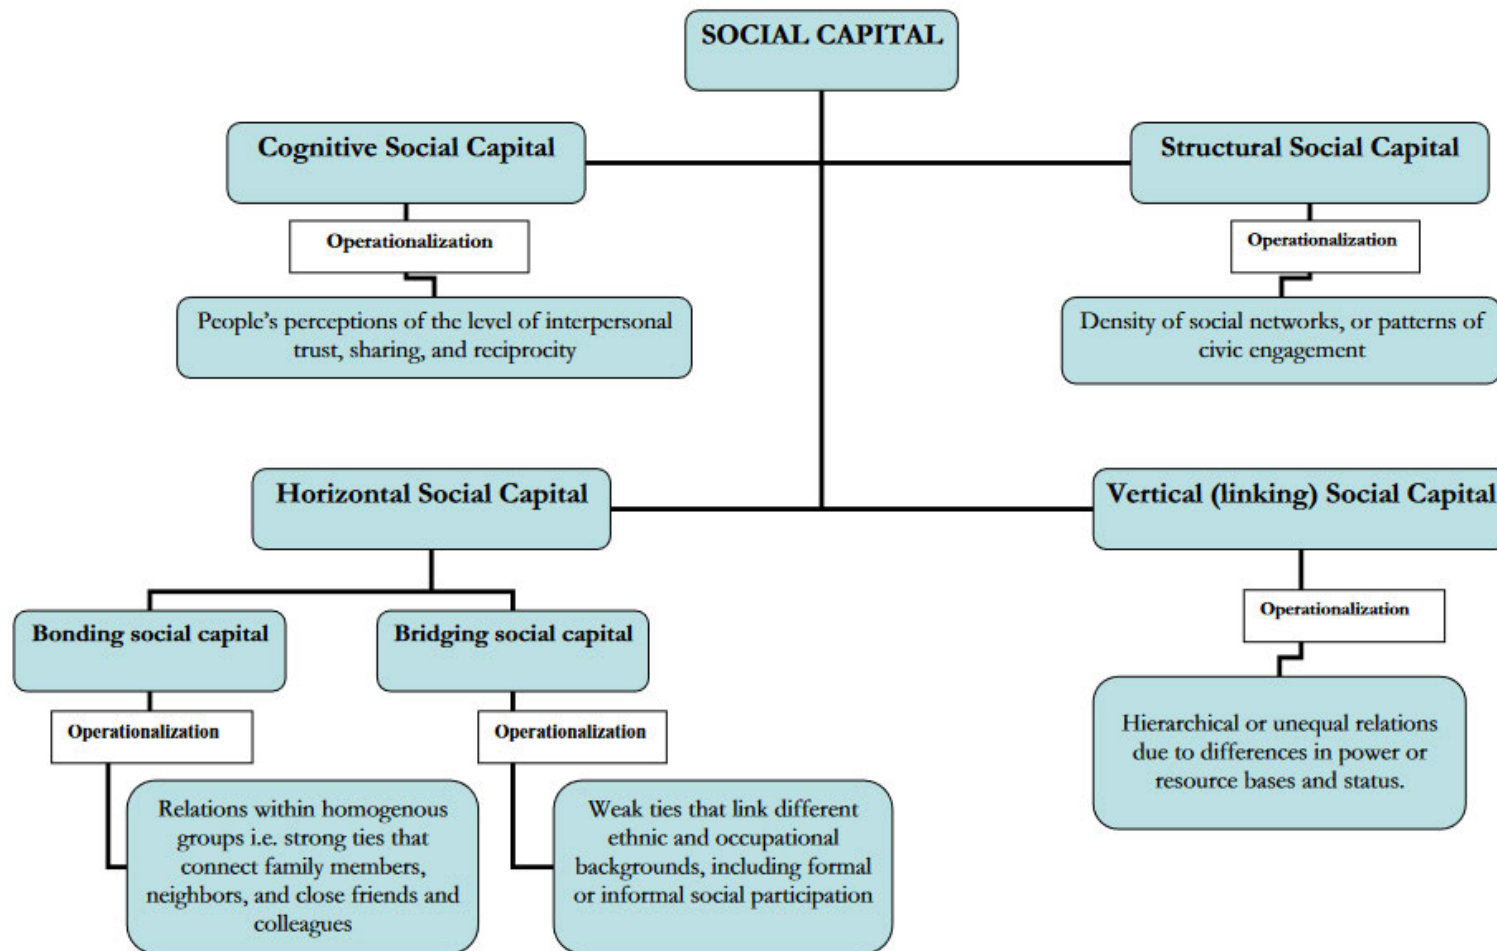 SOCIAL CAPITAL
Cognitive Social Capital
Structural Social Capital
Operationalization
Operationalization
People's perceptions of the level of interpersonal
trust, sharing, and reciprocity
Density of social networks, or patterns of
civic engagement
Horizontal Social Capital
Vertical (linking) Social Capital
Bonding social capital
Bridging social capital
Operationalization
Operationalization
Operationalization
Hierarchical or unequal relations
due to differences in power or
resource bases and status.
Relations within homogenous
groups i.e. strong ties that
connect family members,
neighbors, and close friends and
colleagues
Weak ties that link different
ethnic and occupational
backgrounds, including formal
or informal social participation